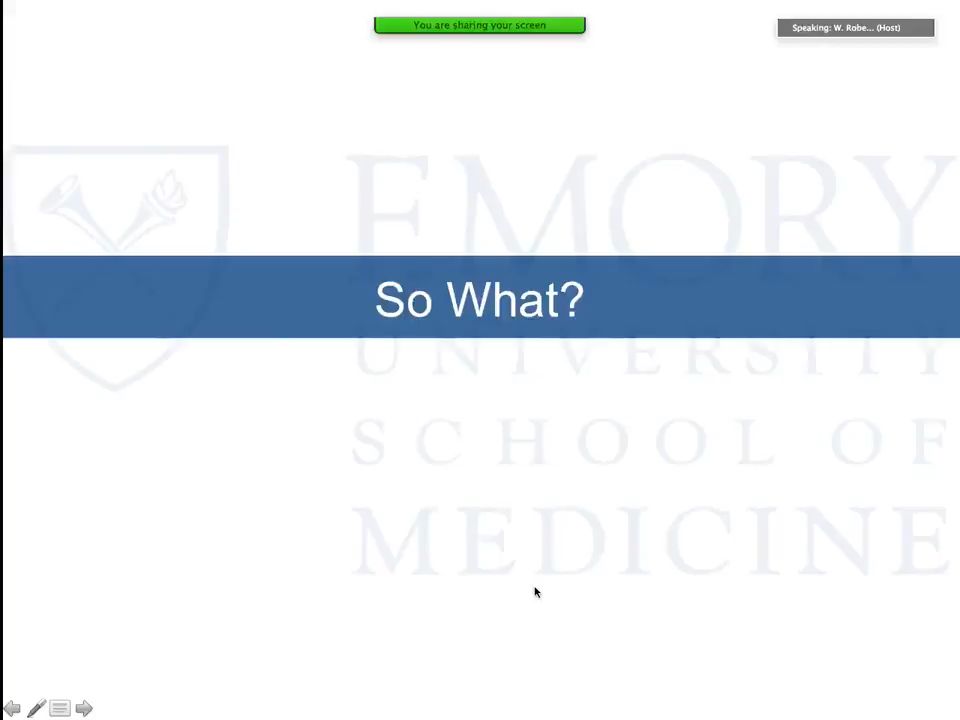 You are sharing your screen
Speaking: W. Robe... (Host)
EMORY
So What?
UNIVERSITY
SCHOOL OF
MEDICINE